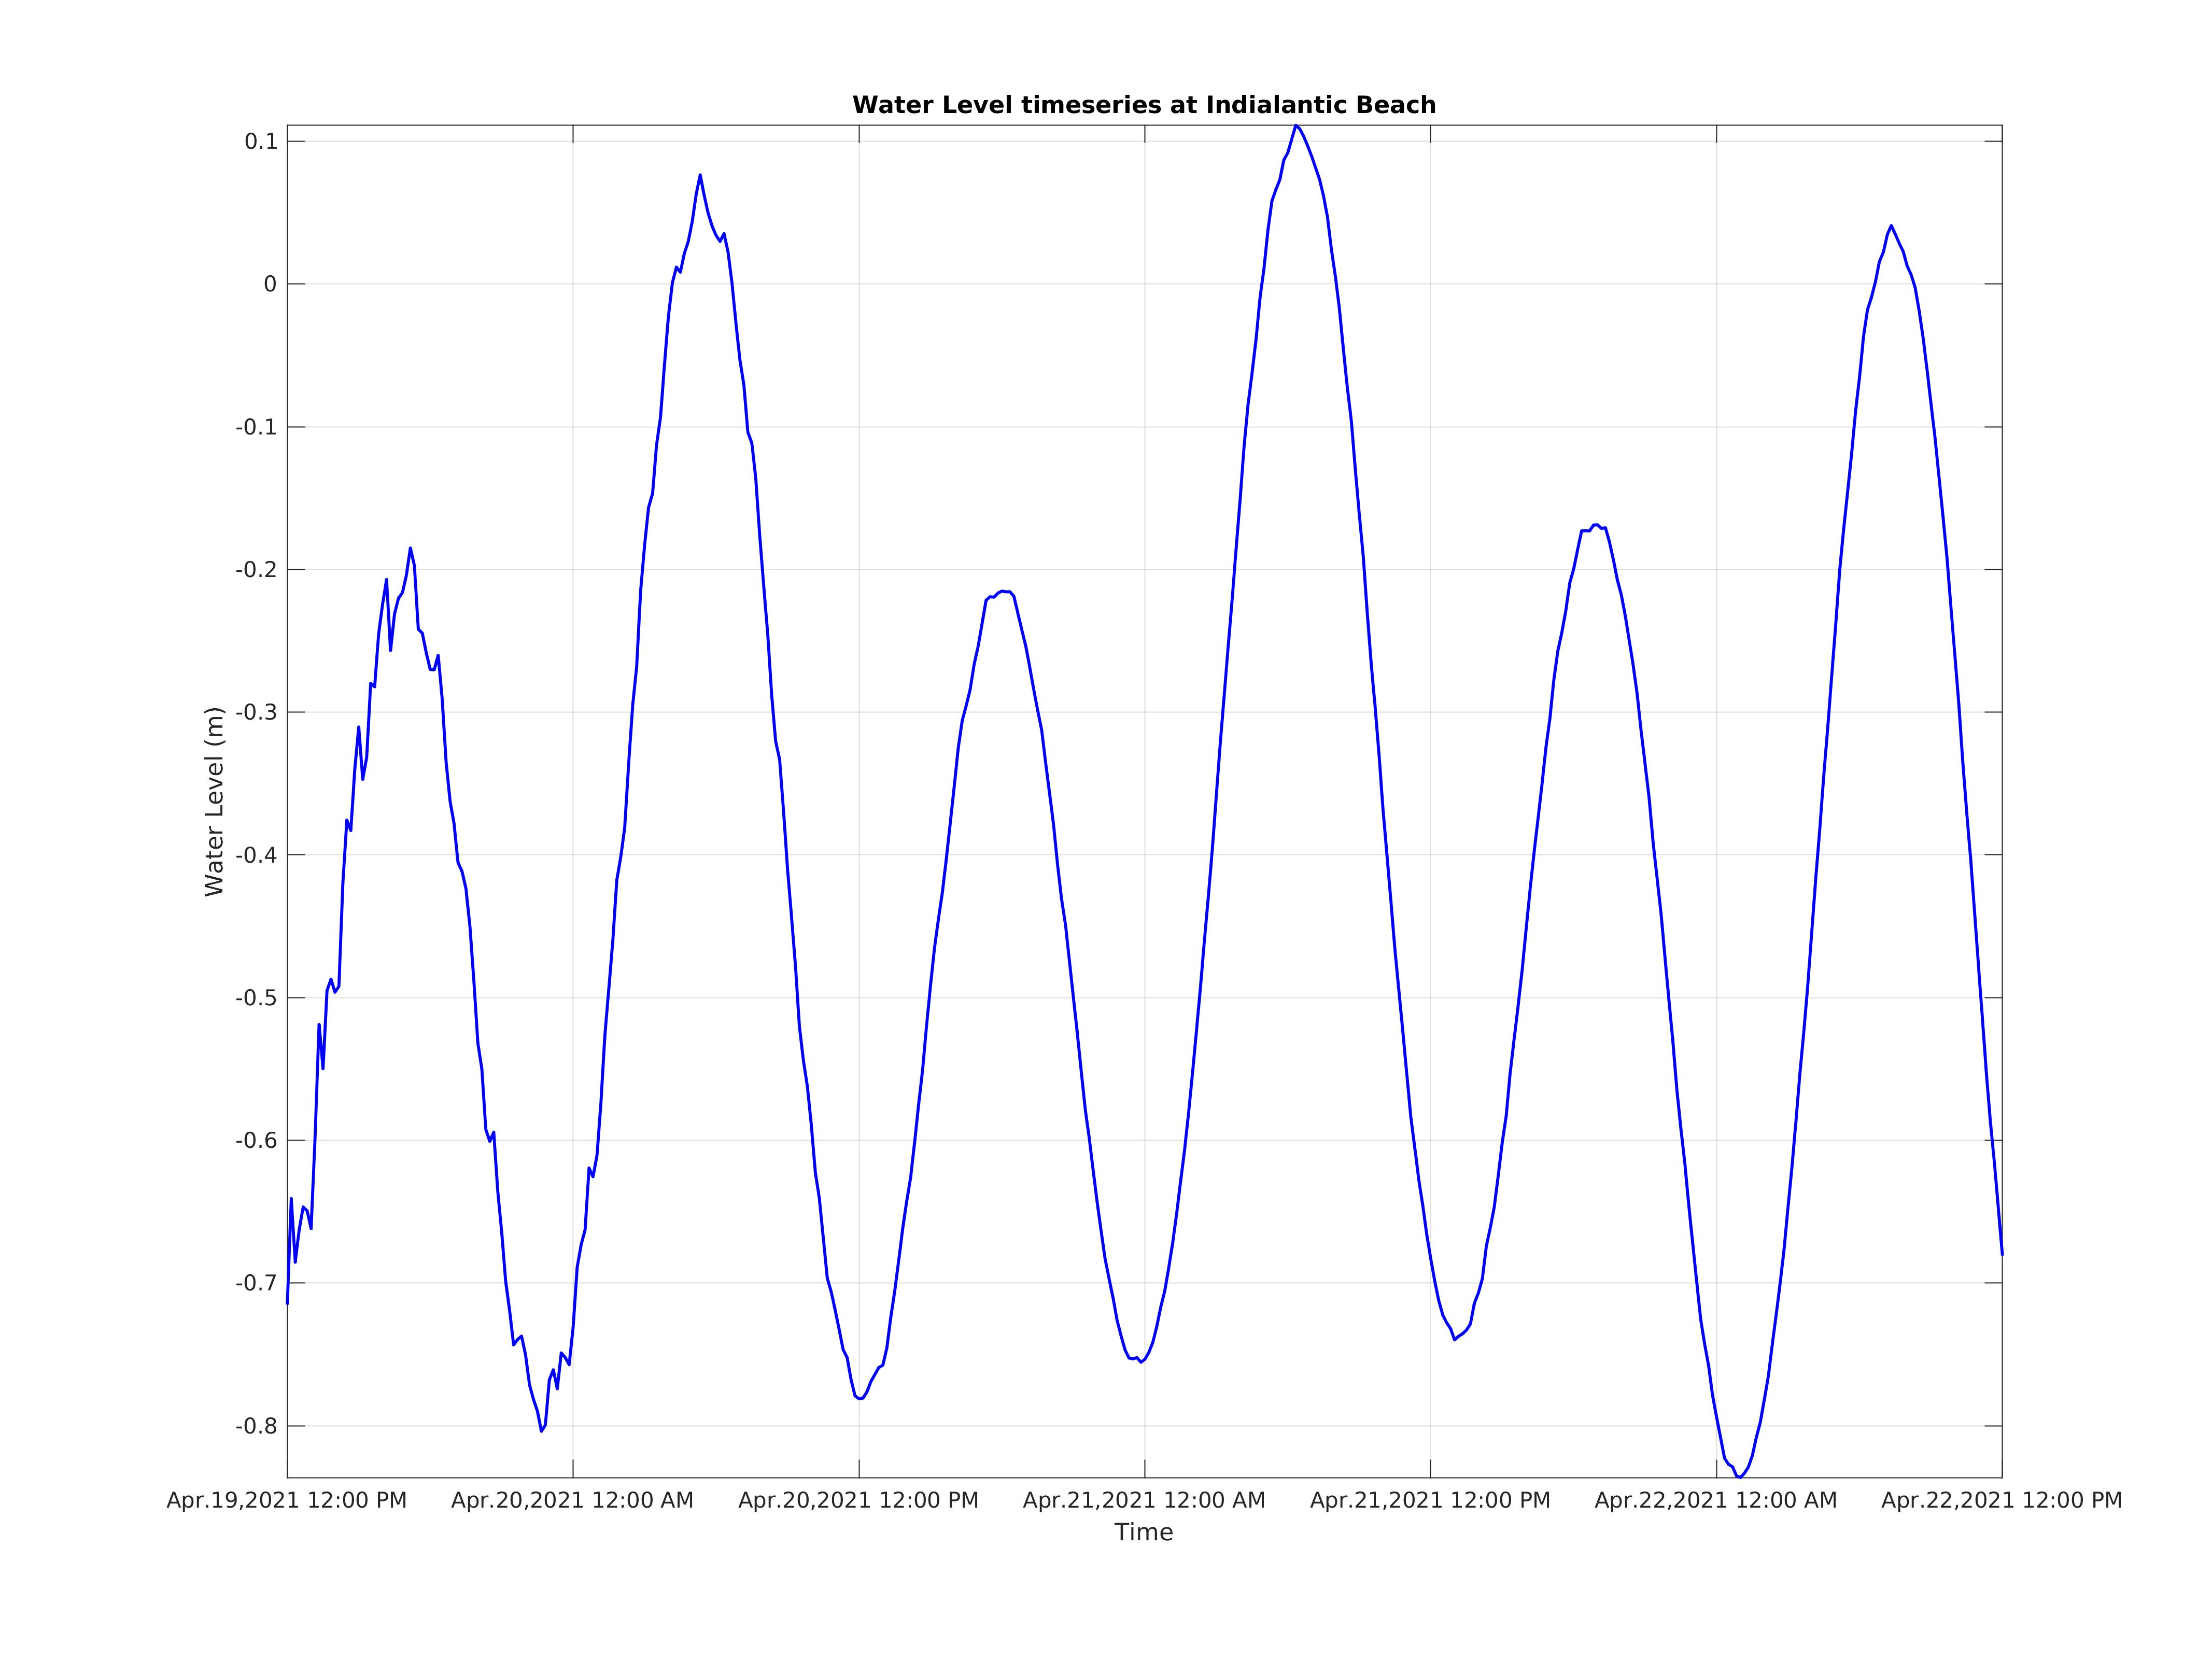 Water Level timeseries at Indialantic Beach
0.1
0
-0.1
-0.2
-0.3
-0.4
-0.5
-0.6
-0.7
-0.8
Water Level (m)
Apr.19,2021 12:00 PM
Apr.20,2021 12:00 AM
Apr.20,2021 12:00 PM
Apr.21,2021 12:00 AM
Apr.21,2021 12:00 PM
Apr.22,2021 12:00 AM
Apr.22,2021 12:00 PM
Time